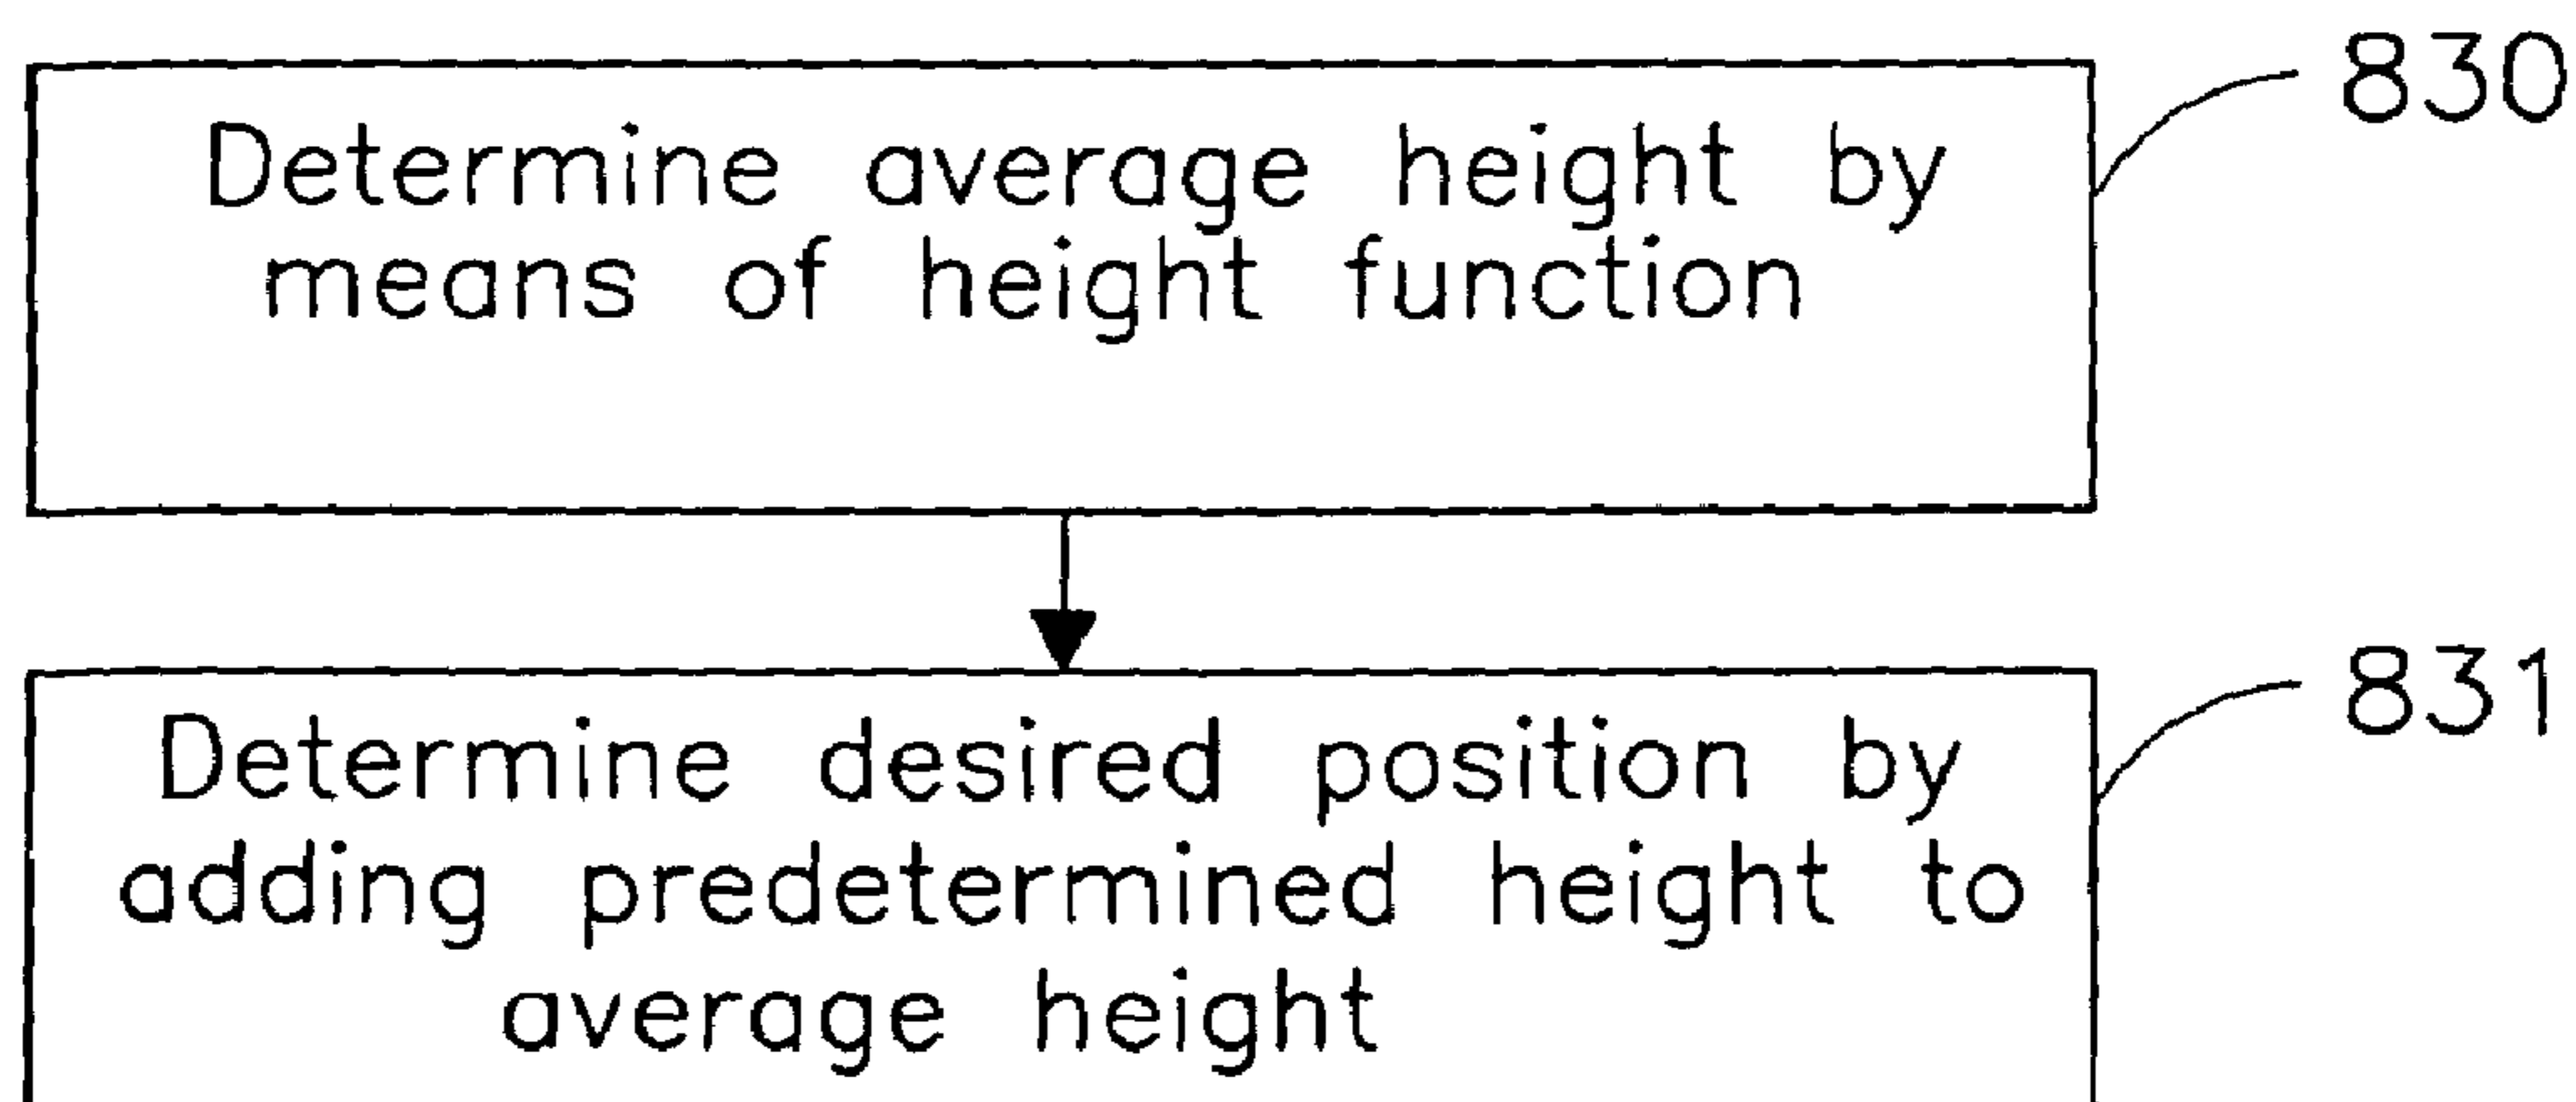 830
Determine average height by
means of height function
831
Determine desired position by
adding predetermined height to
average height